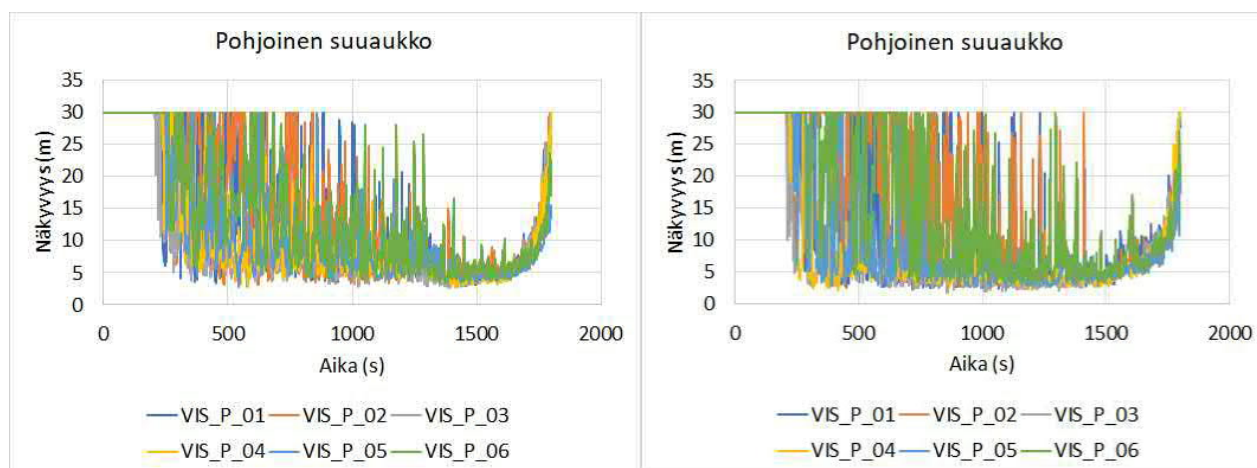 Pohjoinen suuaukko
35
30
25
20
15
10
5
0
Näkyvyys (m)
0 500 1000 1500 2000
Aika (s)
VIS_P_01 VIS_P_02 VIS_P_03
VIS_P_04 VIS_P_05 VIS_P_06
Pohjoinen suuaukko
35
30
25
20
15
10
5
0
Näkyvyys (m)
0 500 1000 1500 2000
Aika (s)
VIS_P_01 VIS_P_02 VIS_P_03
VIS_P_04 VIS_P_05 VIS_P_06